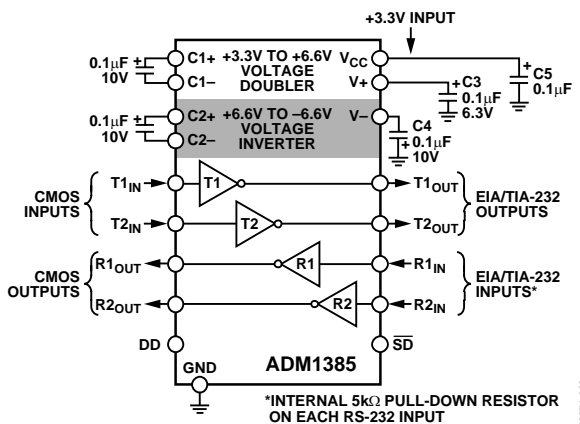 +3.3V INPUT
0.1μF
10V
+
C1+
C1–
+3.3V TO +6.6V
VOLTAGE
DOUBLER
VCC
V+
+
C3
0.1μF
6.3V
+
C5
0.1μF
0.1μF
10V
+
C2+
C2–
+6.6V TO –6.6V
VOLTAGE
INVERTER
V–
C4
+
0.1μF
10V
CMOS
INPUTS
T1IN
T1
T1OUT
T2IN
T2
T2OUT
EIA/TIA-232
OUTPUTS
CMOS
OUTPUTS
R1OUT
R1
R1IN
R2OUT
R2
R2IN
EIA/TIA-232
INPUTS*
DD
SD
GND
ADM1385
*INTERNAL 5kΩ PULL-DOWN RESISTOR
ON EACH RS-232 INPUT